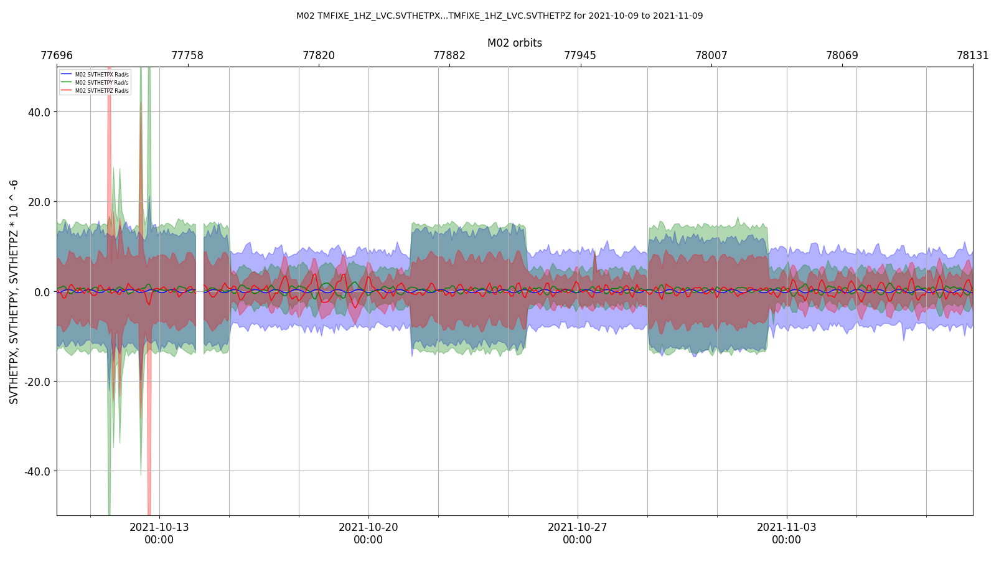 M02 TMFIXE_1HZ_LVC.SVTHETPX...TMFIXE_1HZ_LVC.SVTHETPZ for 2021-10-09 to 2021-11-09
M02 orbits
77696 77758 77820 77882 77945 78007 78069 78131
M02 SVTHETPX Rad/s
M02 SVTHETPY Rad/s
M02 SVTHETPZ Rad/s
SVTHETPX, SVTHETPY, SVTHETPZ * 10 ^ -6
40.0
20.0
0.0
-20.0
-40.0
2021-10-13 2021-10-20 2021-10-27 2021-11-03
00:00 00:00 00:00 00:00